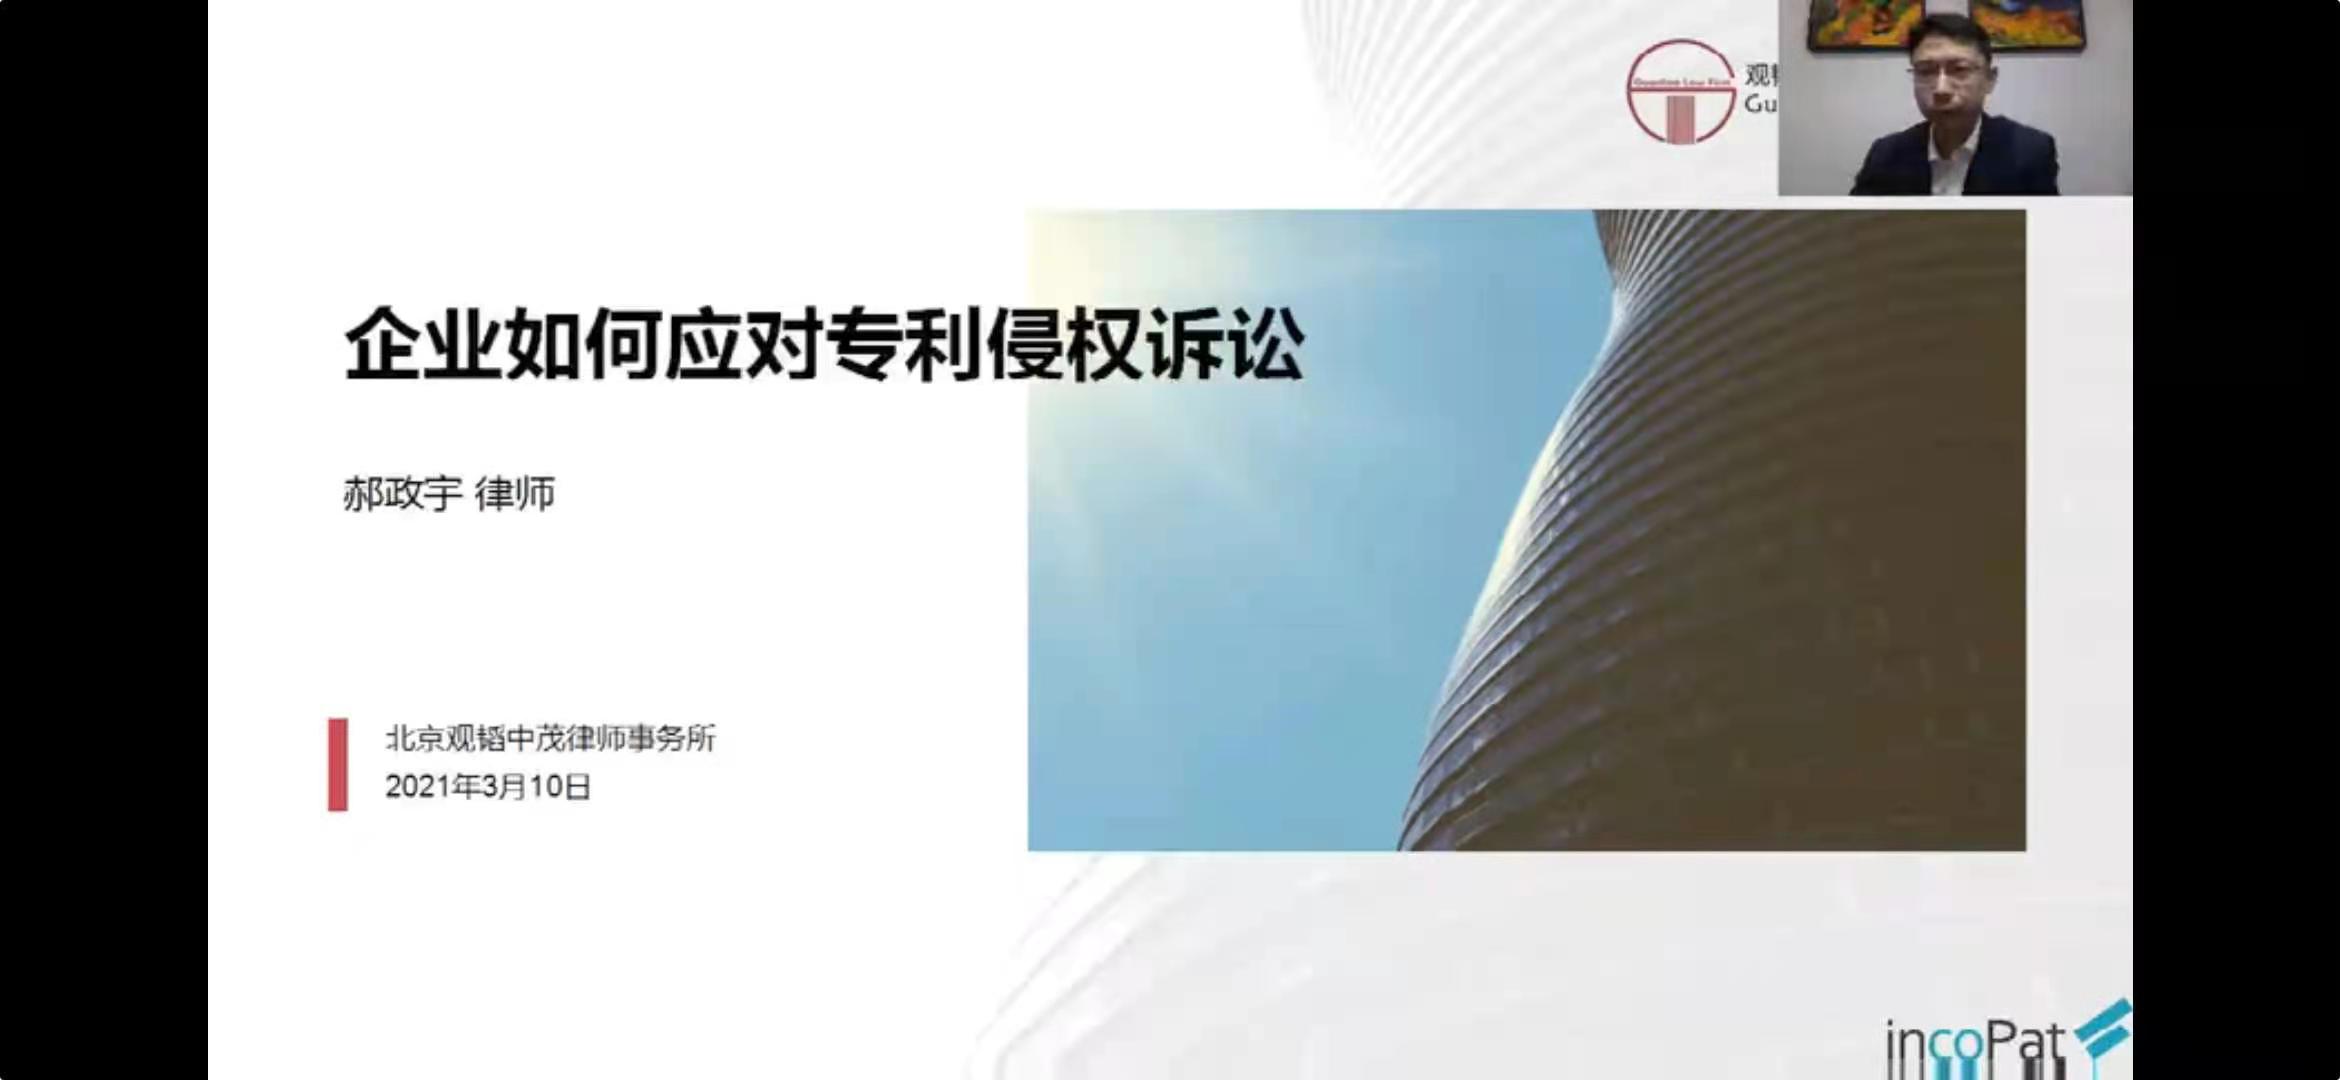 Guantao Law Firm
观韬
Gu
企业如何应对专利侵权诉讼
郝政宇 律师
北京观韬中茂律师事务所
2021年3月10日
incoPat